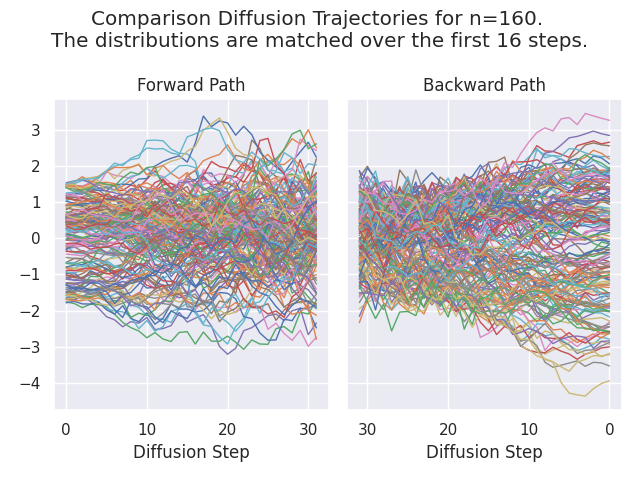 Comparison Diffusion Trajectories for n=160.
The distributions are matched over the first 16 steps.
Forward Path
Backward Path
3
2
1
0
−1
−2
−3
−4
0
10
20
30
30
20
10
0
Diffusion Step
Diffusion Step